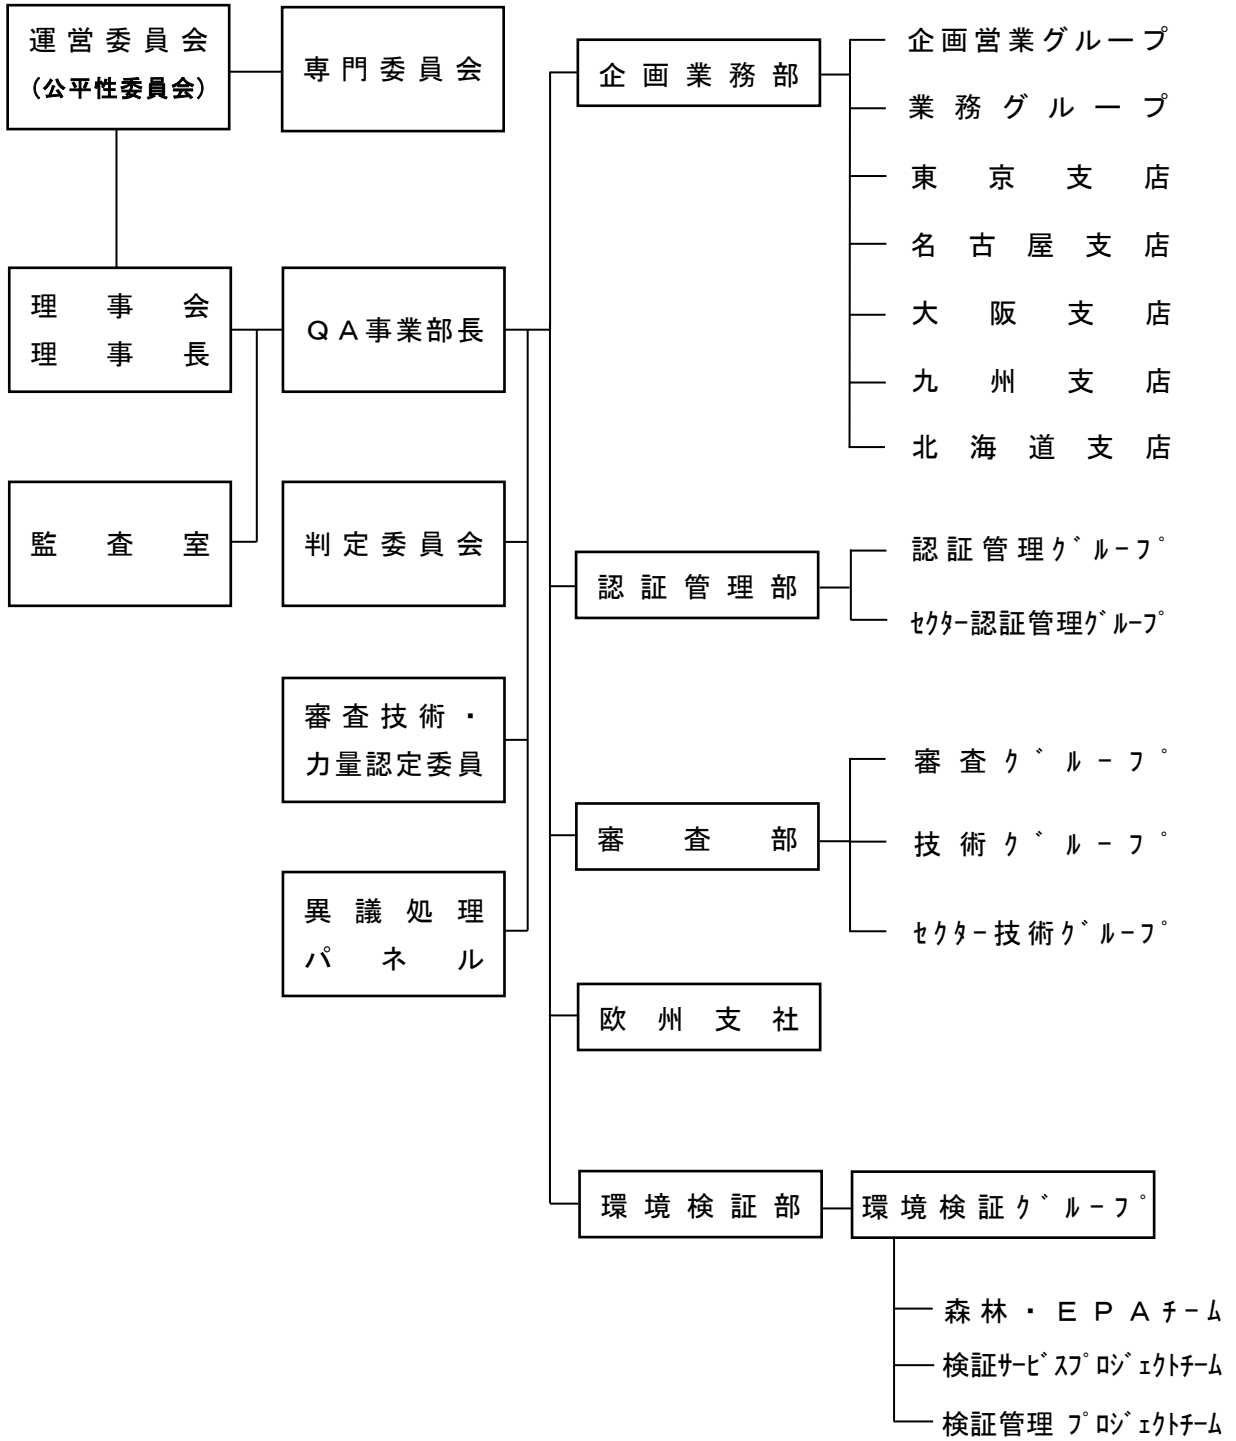 運営委員会
(公平性委員会)
専門委員会
理事会
理事長
QA事業部長
監査室
判定委員会
審査技術・
力量認定委員
異議処理
パネル
企画業務部
企画営業グループ
業務グループ
東京支店
名古屋支店
大阪支店
九州支店
北海道支店
認証管理部
認証管理ｸﾞﾙｰﾌﾟ
ｾｸﾀｰ認証管理ｸﾞﾙｰﾌﾟ
審査部
審査ｸﾞﾙｰﾌﾟ
技術ｸﾞﾙｰﾌﾟ
ｾｸﾀｰ技術ｸﾞﾙｰﾌﾟ
欧州支社
環境検証部
環境検証ｸﾞﾙｰﾌﾟ
森林・ＥＰＡﾁｰﾑ
検証ｻｰﾋﾞｽﾌﾟﾛｼﾞｪｸﾄﾁｰﾑ
検証管理 ﾌﾟﾛｼﾞｪｸﾄﾁｰﾑ